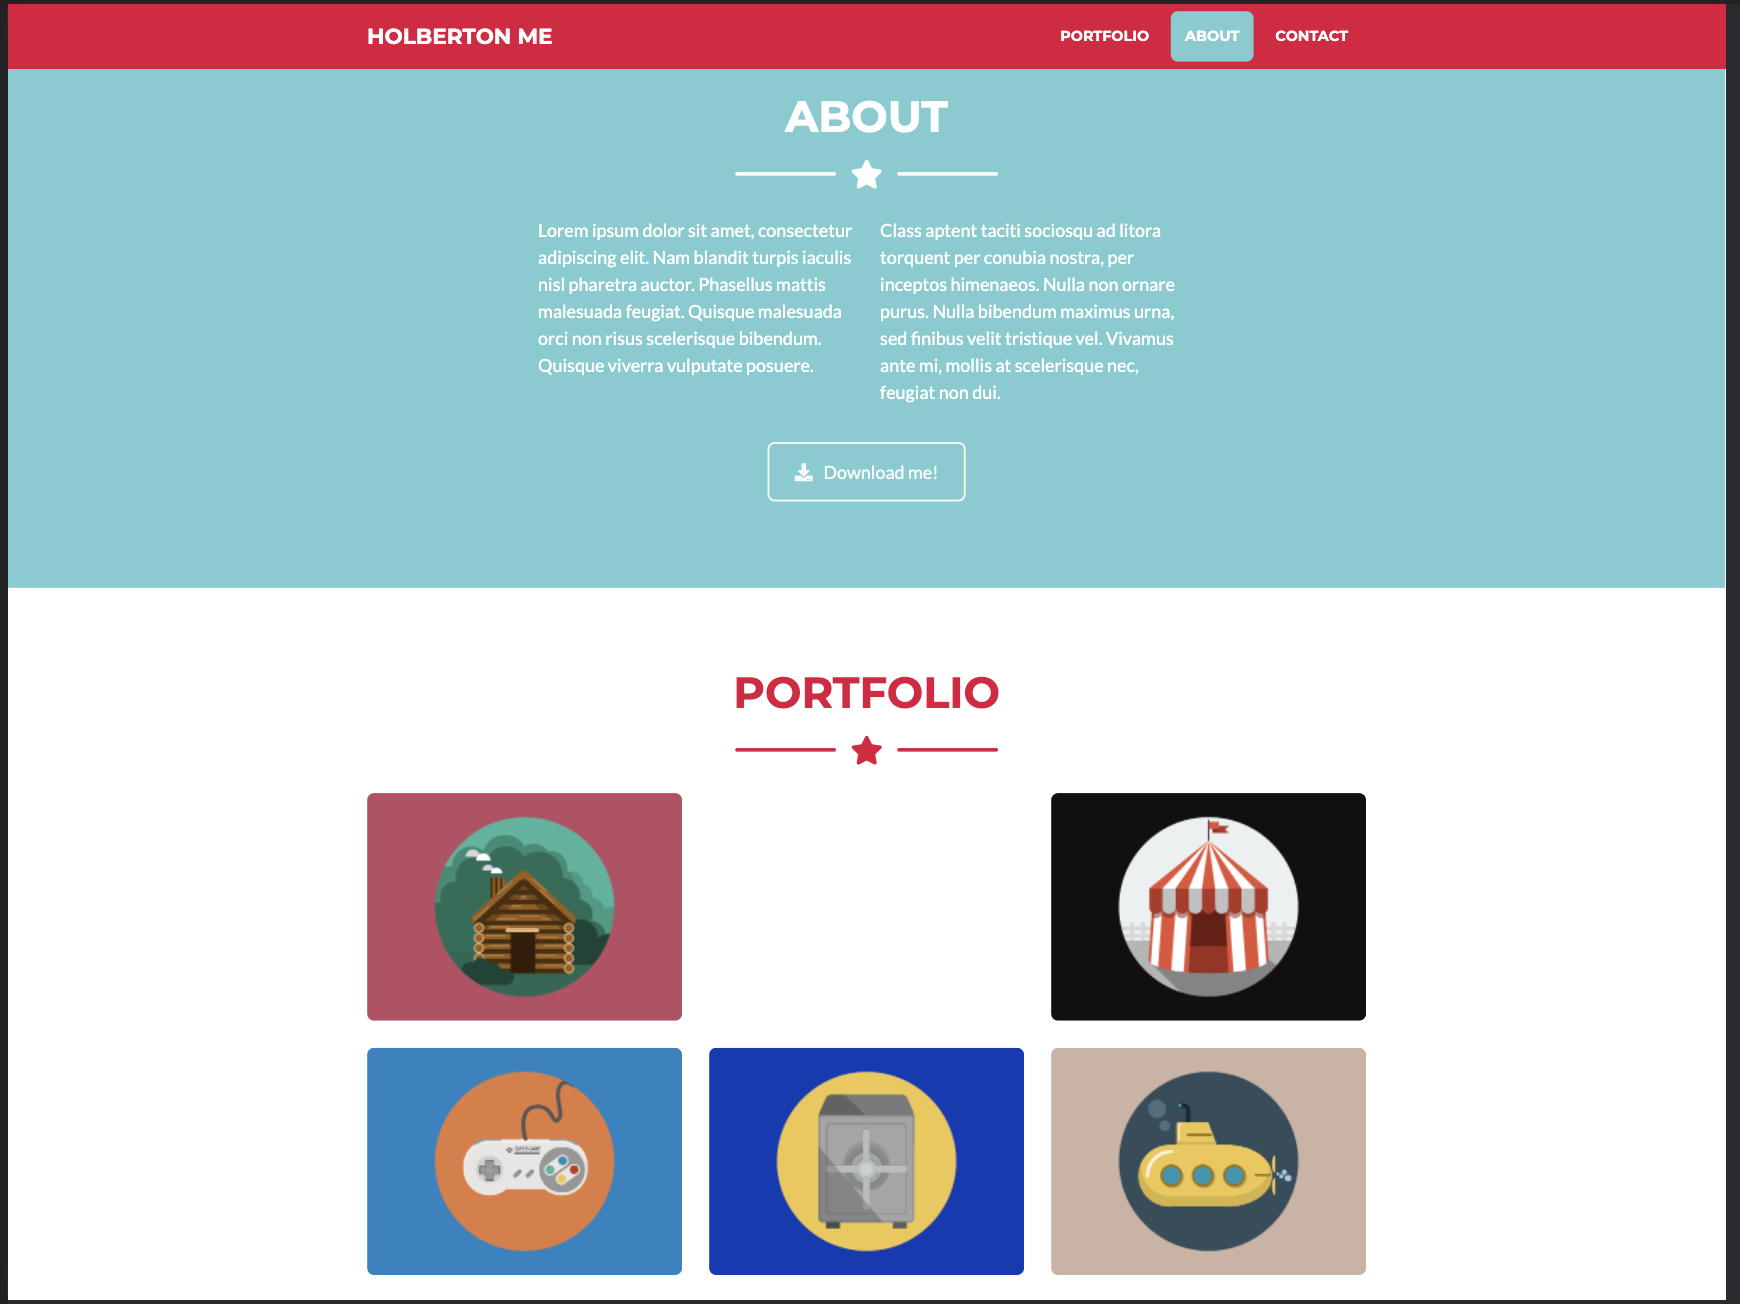 HOLBERTON ME
PORTFOLIO
ABOUT
CONTACT
ABOUT
Lorem ipsum dolor sit amet, consectetur
adipiscing elit. Nam blandit turpis iaculis
nisl pharetra auctor. Phasellus mattis
malesuada feugiat. Quisque malesuada
orci non risus scelerisque bibendum.
Quisque viverra vulputate posuere.
Class aptent taciti sociosqu ad litora
torquent per conubia nostra, per
inceptos himenaeos. Nulla non ornare
purus. Nulla bibendum maximus urna,
sed finibus velit tristique vel. Vivamus
ante mi, mollis at scelerisque nec,
feugiat non dui.
Download me!
PORTFOLIO